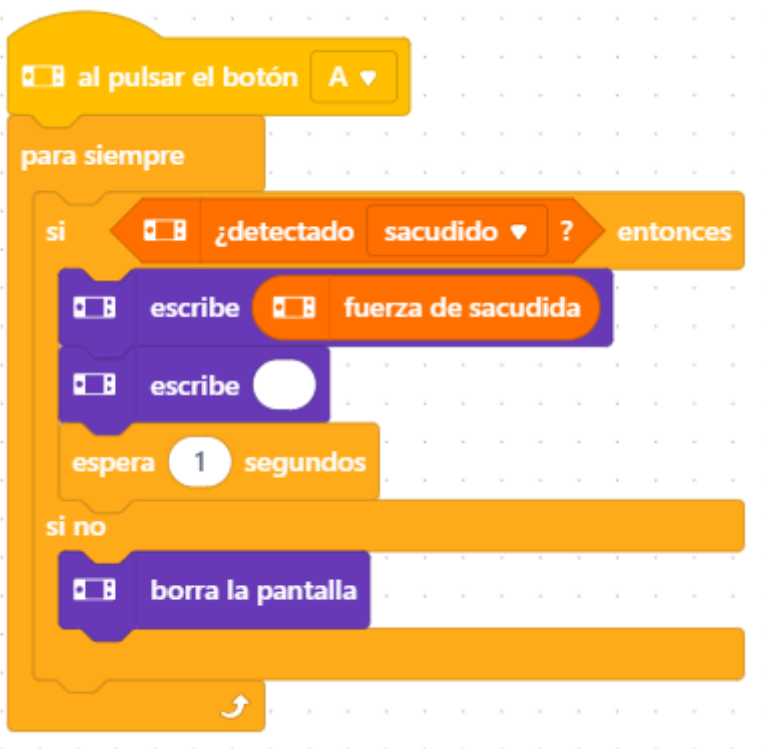 al pulsar el botón A
para siempre
si ¿detectado sacudido ? entonces
escribe fuerza de sacudida
escribe
espera 1 segundos
si no
borra la pantalla